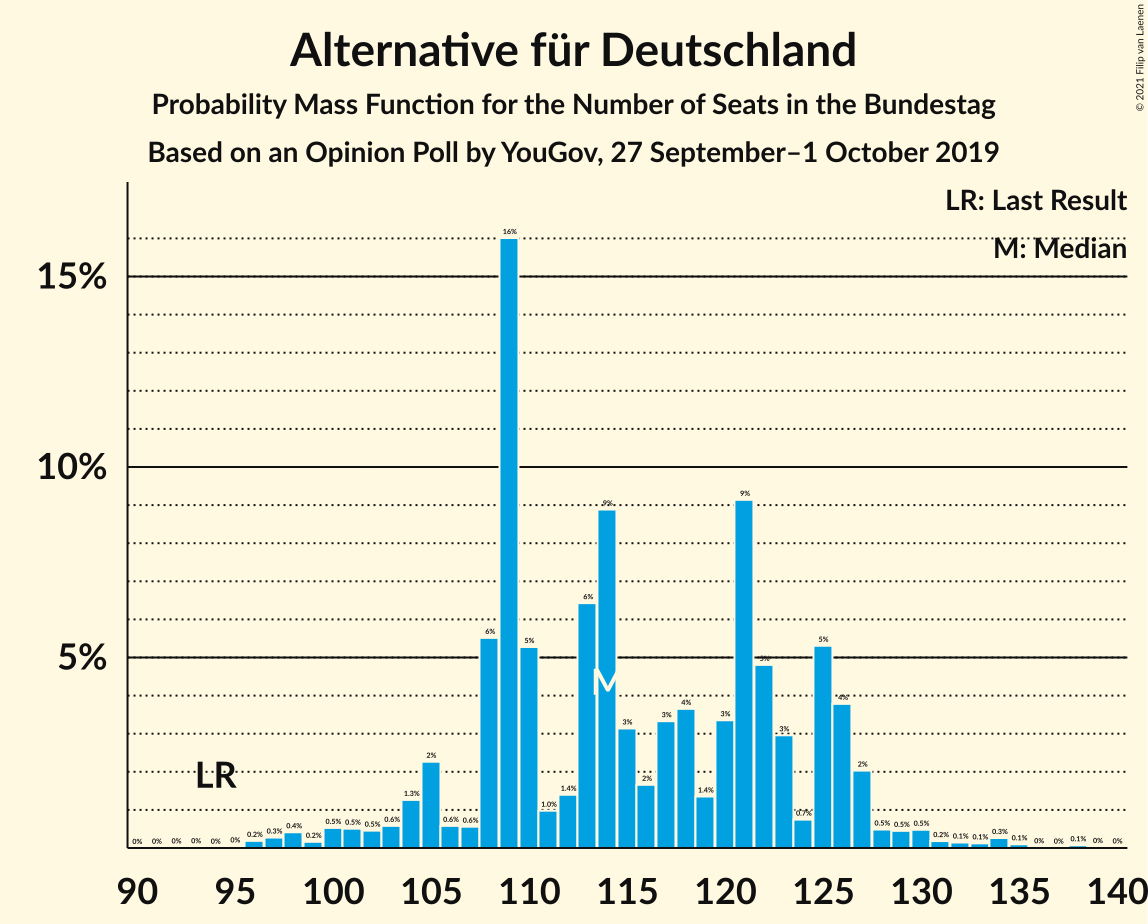 Alternative für Deutschland
Probability Mass Function for the Number of Seats in the Bundestag
Based on an Opinion Poll by YouGov, 27 September–1 October 2019
© 2021 Filip van Laenen
LR: Last Result
M: Median
15%
10%
5%
LR
M
0% 0% 0% 0% 0% 0% 0.2% 0.3% 0.4% 0.2% 0.5% 0.5% 0.5% 0.6% 1.3% 2% 0.6% 0.6% 6% 16% 5% 1.0% 1.4% 6% 9% 3% 2% 3% 4% 1.4% 3% 9% 5% 3% 0.7% 5% 4% 2% 0.5% 0.5% 0.5% 0.2% 0.1% 0.1% 0.3% 0.1% 0% 0% 0.1% 0% 0%
90 95 100 105 110 115 120 125 130 135 140